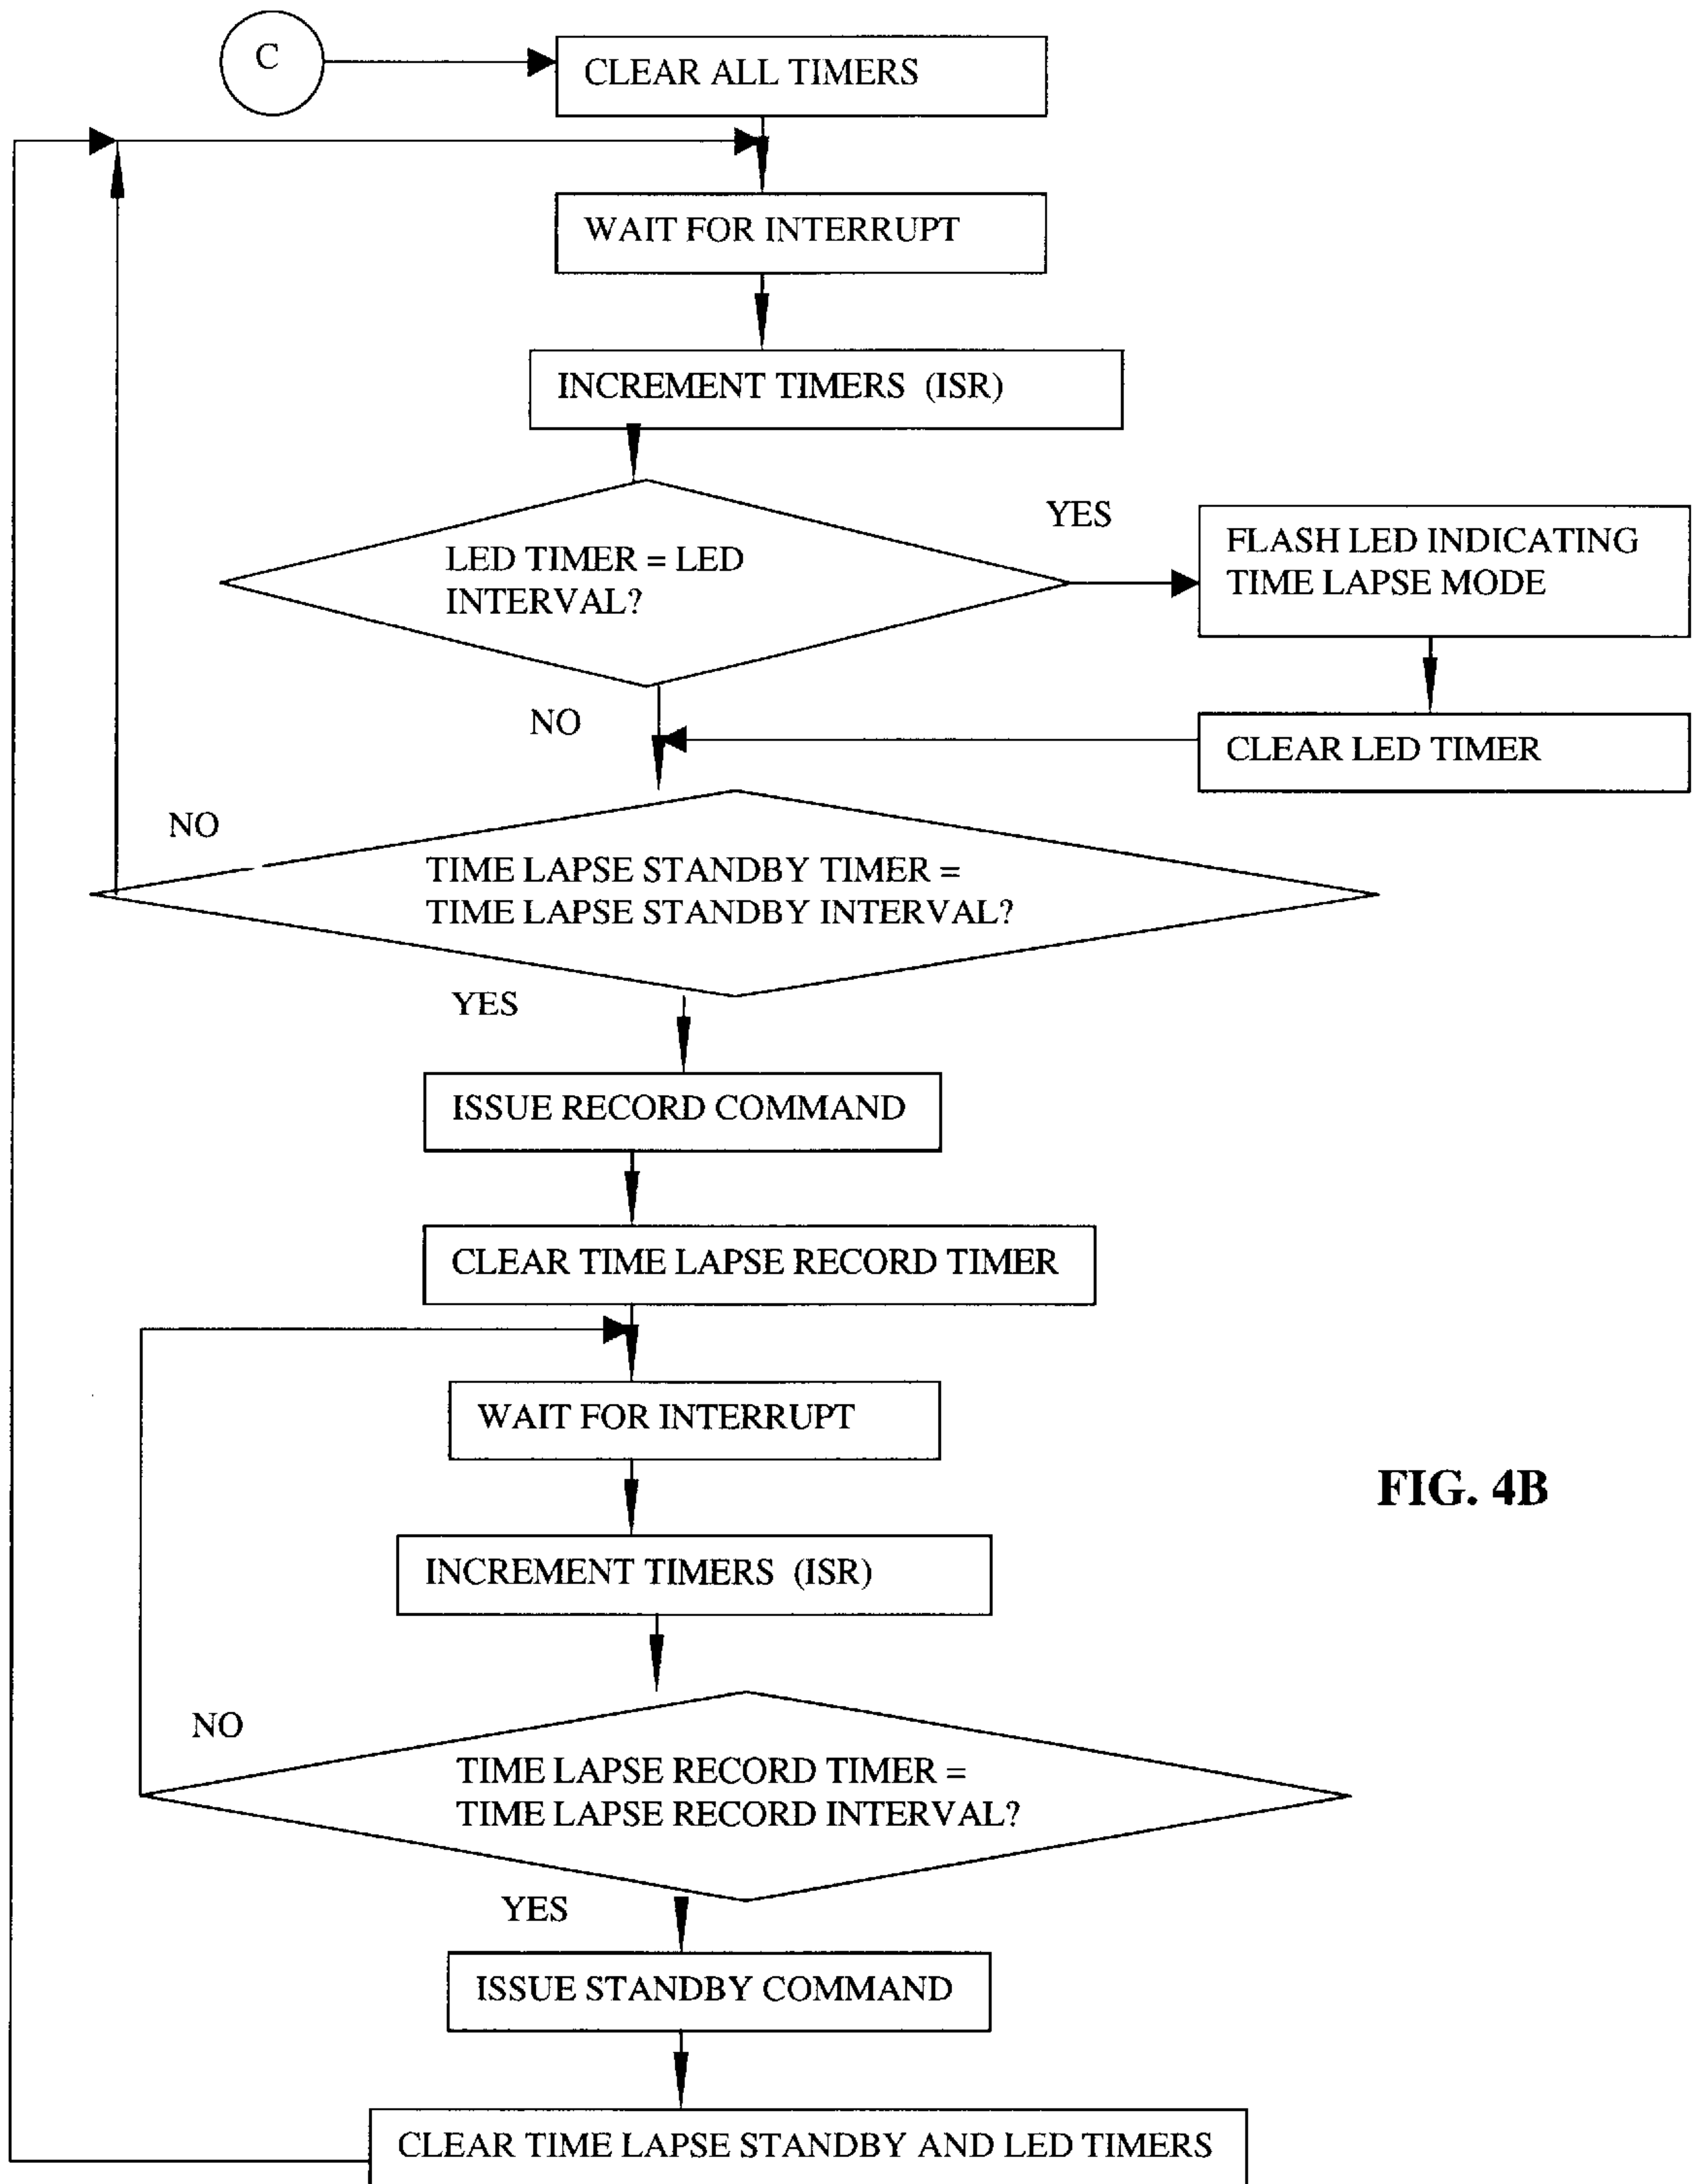 C
CLEAR ALL TIMERS
WAIT FOR INTERRUPT
INCREMENT TIMERS (ISR)
LED TIMER = LED
INTERVAL?
YES
FLASH LED INDICATING
TIME LAPSE MODE
NO
CLEAR LED TIMER
NO
TIME LAPSE STANDBY TIMER =
TIME LAPSE STANDBY INTERVAL?
YES
ISSUE RECORD COMMAND
CLEAR TIME LAPSE RECORD TIMER
WAIT FOR INTERRUPT
FIG. 4B
INCREMENT TIMERS (ISR)
NO
TIME LAPSE RECORD TIMER =
TIME LAPSE RECORD INTERVAL?
YES
ISSUE STANDBY COMMAND
CLEAR TIME LAPSE STANDBY AND LED TIMERS